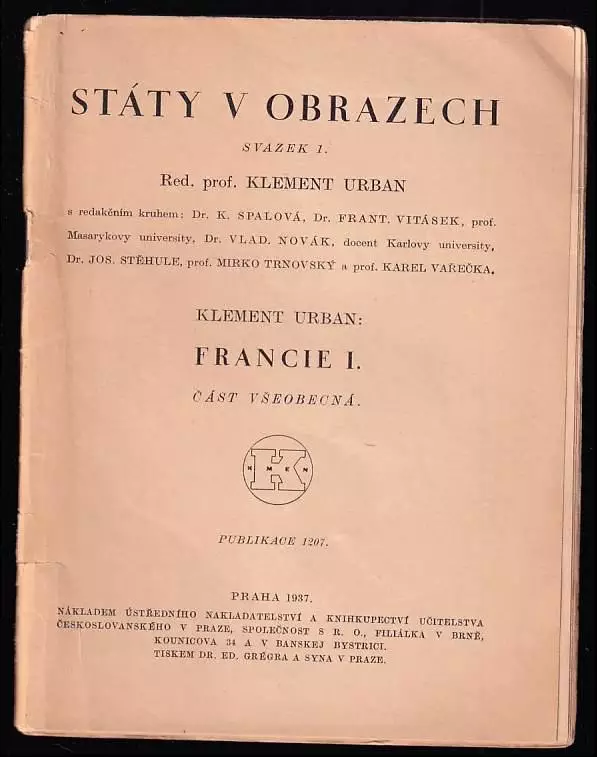 STÁTY V OBRAZECH
SVAZEK 1.
Red. prof. KLEMENT URBAN
s redakčním kruhem: Dr. K. SPALOVÁ, Dr. FRANT. VITÁSEK, prof.
Masarykovy university, Dr. VLAD. NOVÁK, docent Karlovy university,
Dr. JOS. STĚHULE, prof. MIRKO TRNOVSKÝ a prof. KAREL VAŘEČKA.
KLEMENT URBAN:
FRANCIE I.
ČÁST VŠEOBECNÁ.
K
N M E N
PUBLIKACE 1207.
PRAHA 1937.
NÁKLADEM ÚSTŘEDNÍHO NAKLADATELSTVÍ A KNIHKUPECTVÍ UČITELSTVA
ČESKOSLOVANSKÉHO V PRAZE, SPOLEČNOST S R. O., FILIÁLKA V BRNĚ,
KOUNICOVA 34 A V BANSKEJ BYSTRICI.
TISKEM DR. ED. GRÉGRA A SYNA V PRAZE.